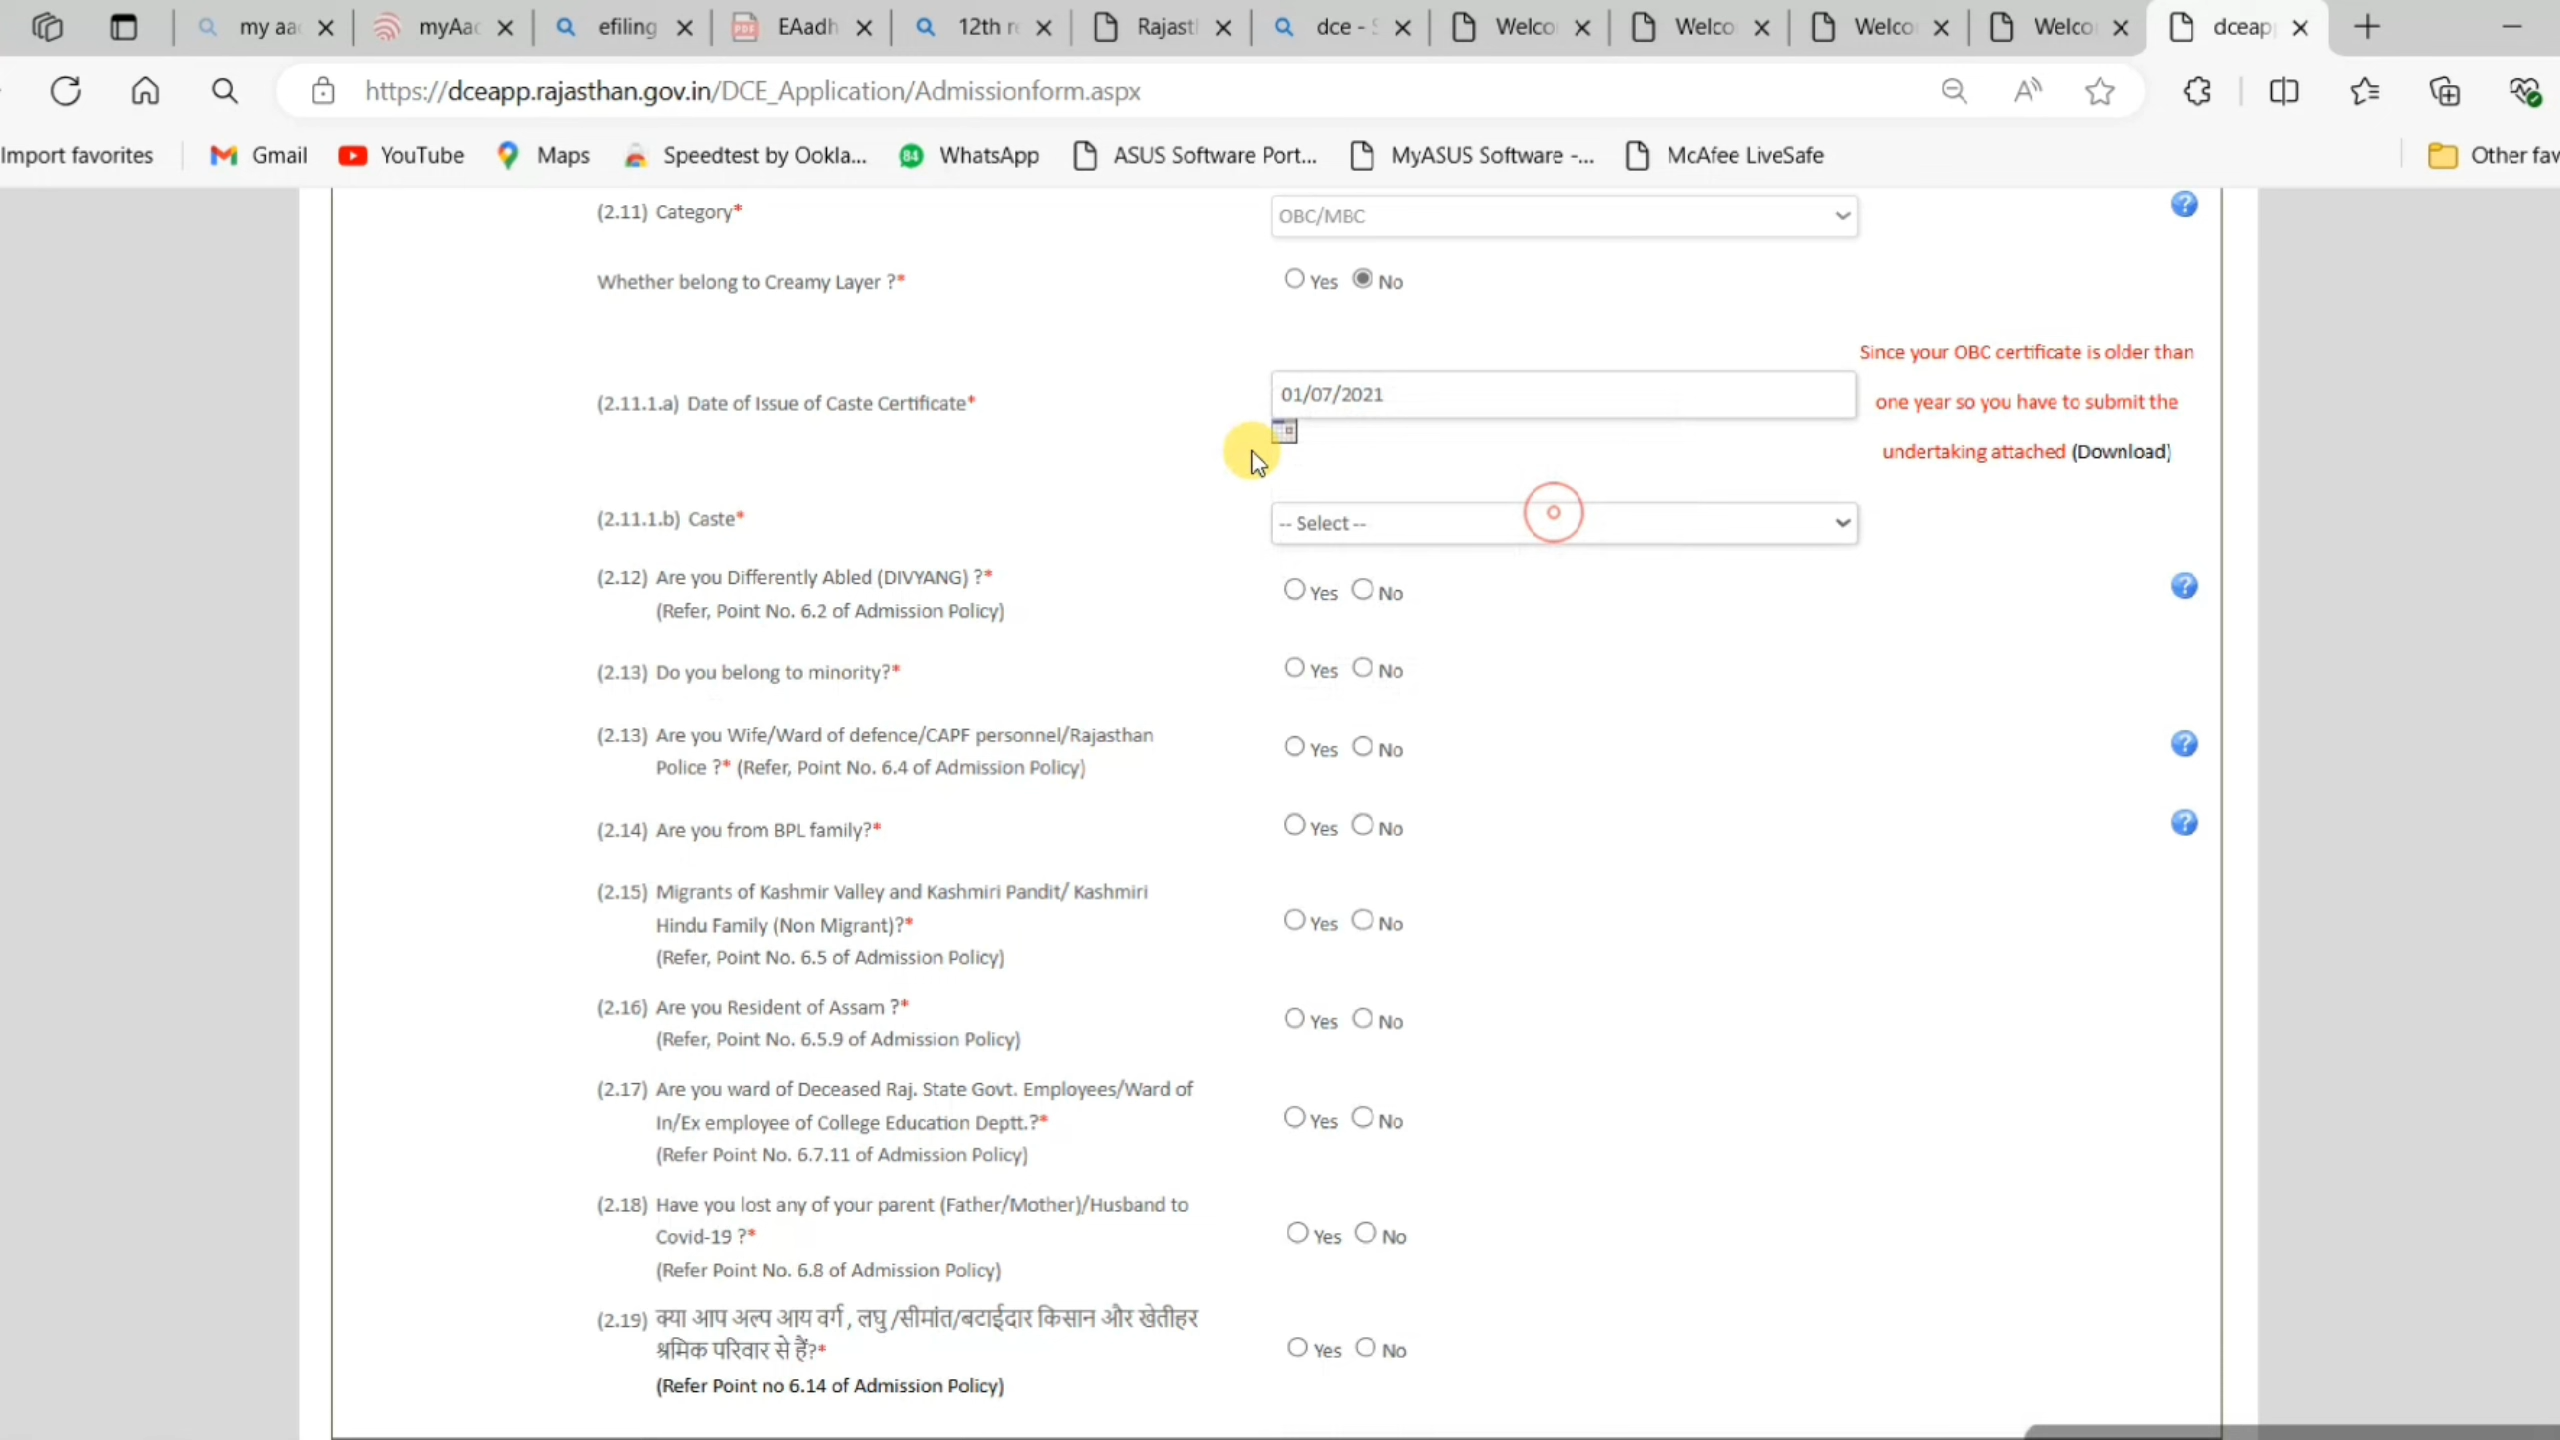 my aa
myAac
efiling
EAadh
12th r
Rajast
dce - S
Welco
Welco
Welco
Welco
dceap
https://dceapp.rajasthan.gov.in/DCE_Application/Admissionform.aspx
Import favorites
Gmail
YouTube
Maps
Speedtest by Ookla...
84
WhatsApp
ASUS Software Port...
MyASUS Software -...
McAfee LiveSafe
Other fav
(2.11) Category*
OBC/MBC
Whether belong to Creamy Layer ?*
Yes No
Since your OBC certificate is older than
one year so you have to submit the
undertaking attached (Download)
(2.11.1.a) Date of Issue of Caste Certificate*
01/07/2021
(2.11.1.b) Caste*
-- Select --
(2.12) Are you Differently Abled (DIVYANG) ?*
(Refer, Point No. 6.2 of Admission Policy)
Yes No
(2.13) Do you belong to minority?*
Yes No
(2.13) Are you Wife/Ward of defence/CAPF personnel/Rajasthan
Police ?* (Refer, Point No. 6.4 of Admission Policy)
Yes No
(2.14) Are you from BPL family?*
Yes No
(2.15) Migrants of Kashmir Valley and Kashmiri Pandit/ Kashmiri
Hindu Family (Non Migrant)?*
(Refer, Point No. 6.5 of Admission Policy)
Yes No
(2.16) Are you Resident of Assam ?*
(Refer, Point No. 6.5.9 of Admission Policy)
Yes No
(2.17) Are you ward of Deceased Raj. State Govt. Employees/Ward of
In/Ex employee of College Education Deptt.?*
(Refer Point No. 6.7.11 of Admission Policy)
Yes No
(2.18) Have you lost any of your parent (Father/Mother)/Husband to
Covid-19 ?*
(Refer Point No. 6.8 of Admission Policy)
Yes No
(2.19) क्या आप अल्प आय वर्ग , लघु /सीमांत/बटाईदार किसान और खेतीहर
श्रमिक परिवार से हैं?*
(Refer Point no 6.14 of Admission Policy)
Yes No